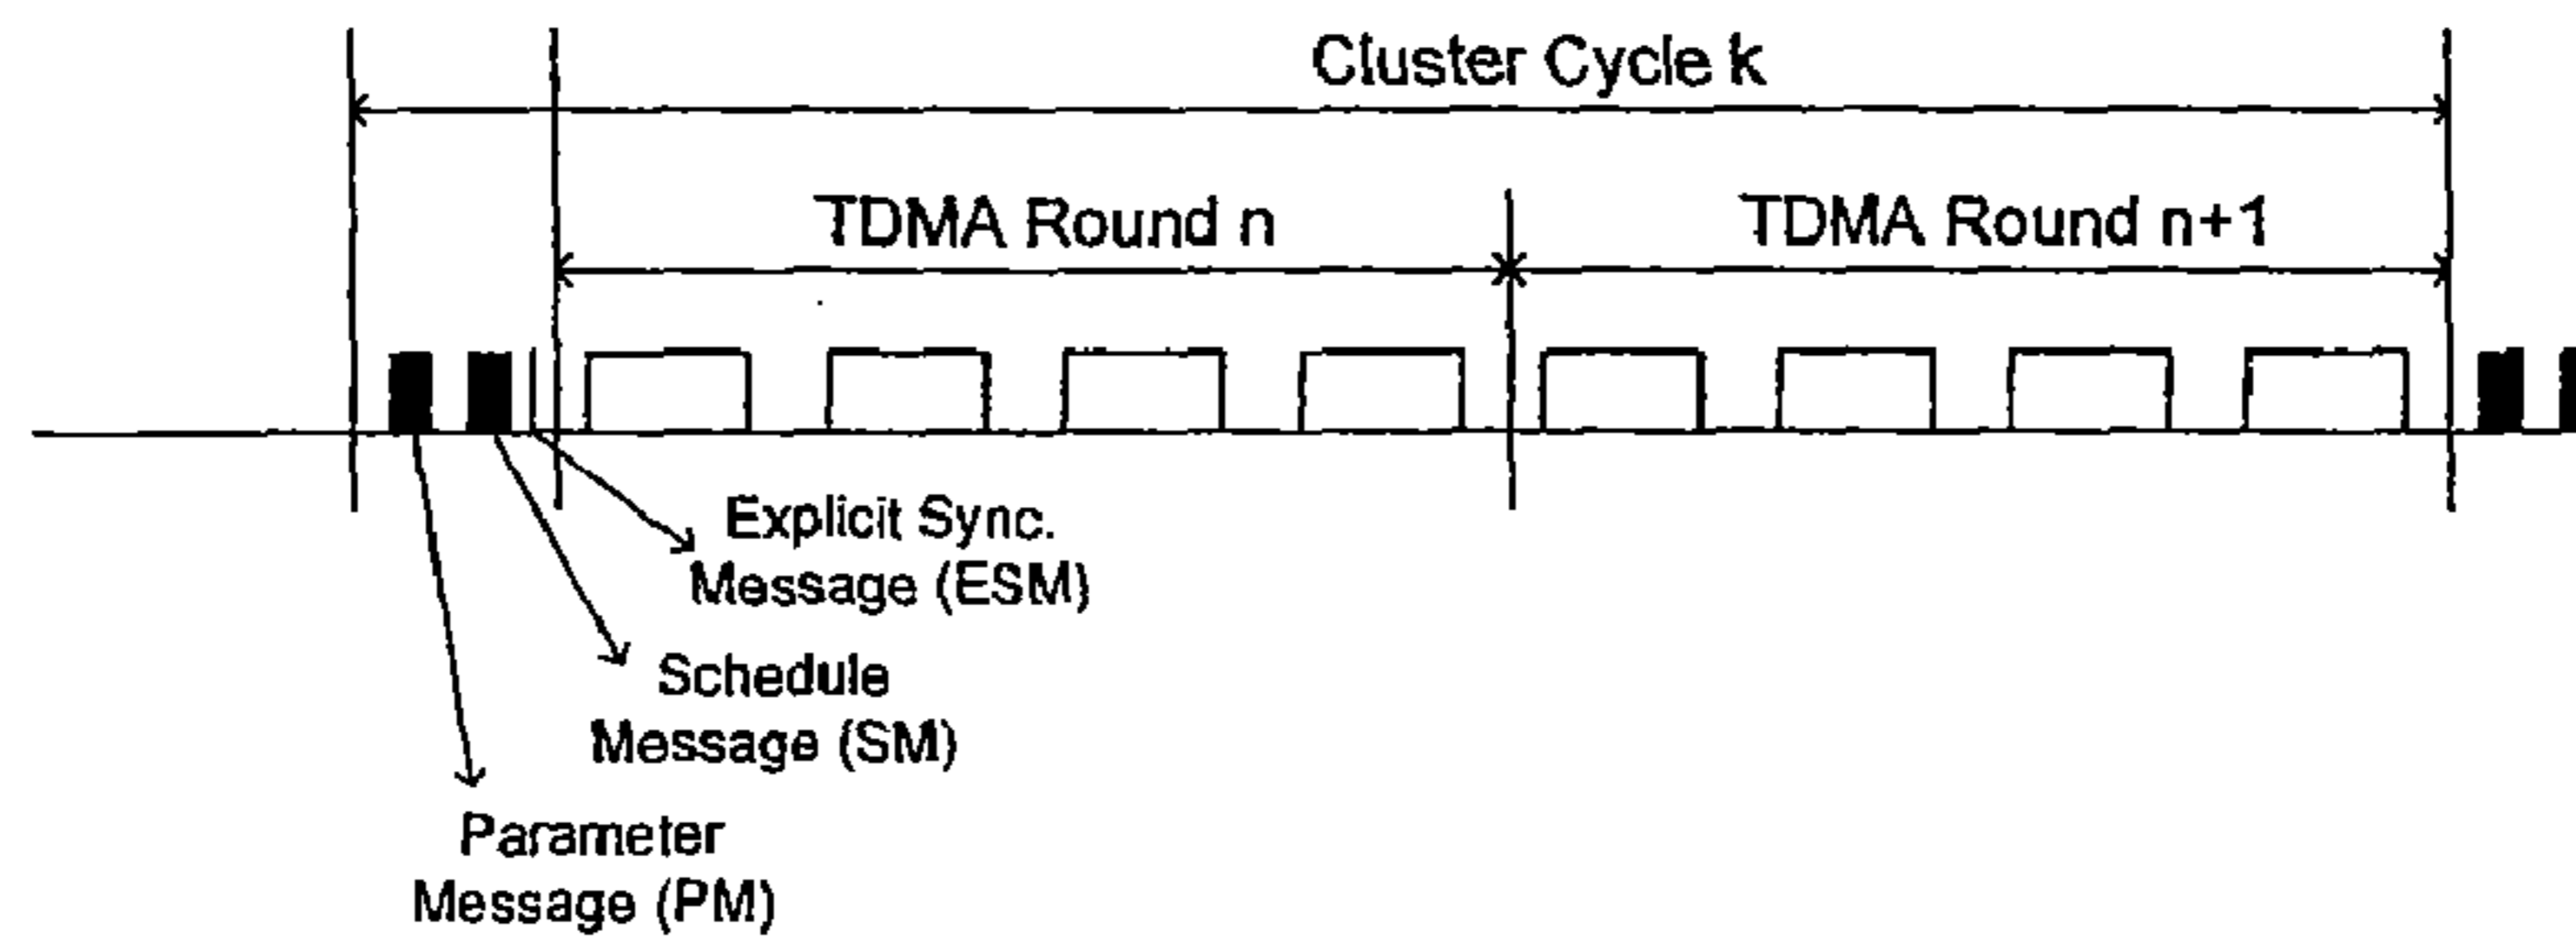 Cluster Cycle k
TDMA Round n
TDMA Round n+1
Explicit Sync.
Message (ESM)
Schedule
Message (SM)
Parameter
Message (PM)